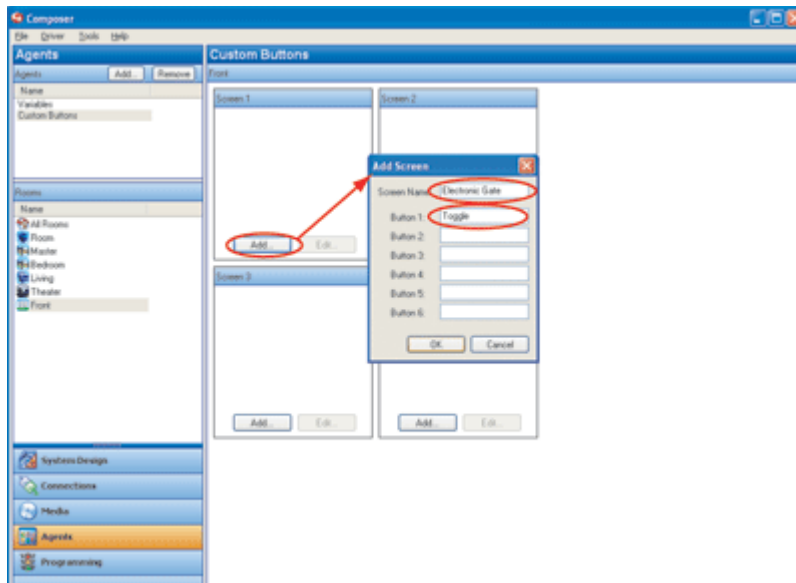 Composer
File Driver Tools Help
Agents
Custom Buttons
Agents Add... Remove
Front
Name
Variables
Custom Buttons
Screen 1
Screen 2
Add Screen
Screen Name: Electronic Gate
Button 1: Toggle
Button 2:
Button 3:
Button 4:
Button 5:
Button 6:
OK Cancel
Add... Edit...
Rooms
Name
All Rooms
Room
Master
Bedroom
Living
Theater
Front
Screen 3
Add... Edit...
Add... Edit...
System Design
Connections
Media
Agents
Programming